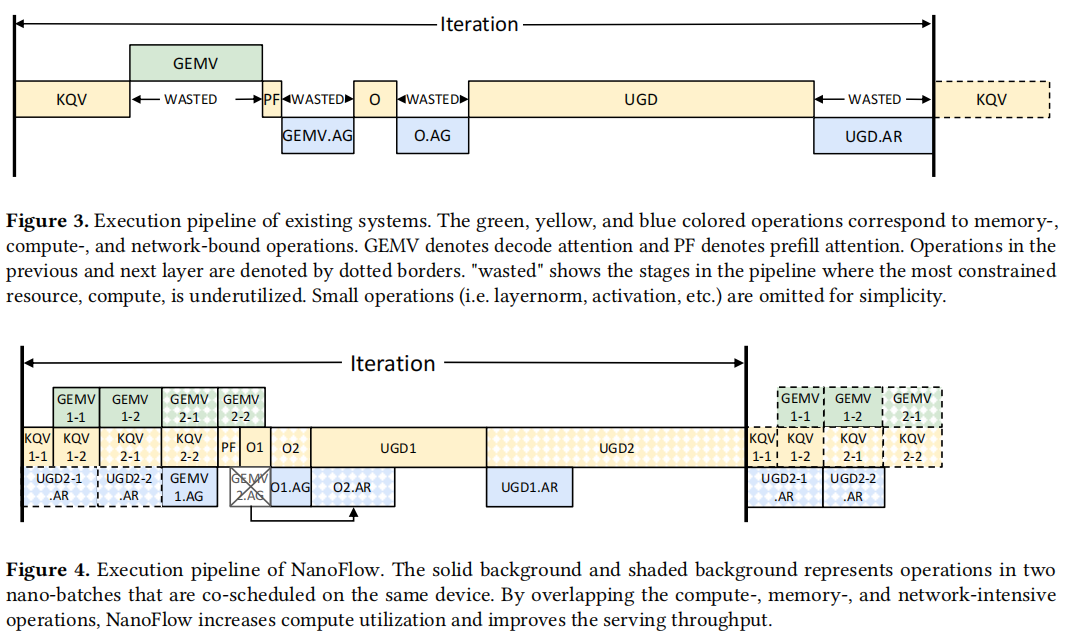 Iteration
GEMV
KQV WASTED PF WASTED O WASTED UGD WASTED KQV
GEMV.AG O.AG UGD.AR
Figure 3. Execution pipeline of existing systems. The green, yellow, and blue colored operations correspond to memory-,
compute-, and network-bound operations. GEMV denotes decode attention and PF denotes prefill attention. Operations in the
previous and next layer are denoted by dotted borders. "wasted" shows the stages in the pipeline where the most constrained
resource, compute, is underutilized. Small operations (i.e. layernorm, activation, etc.) are omitted for simplicity.
Iteration
GEMV GEMV GEMV GEMV GEMV GEMV GEMV
1-1 1-2 2-1 2-2 1-1 1-2 2-1
KQV KQV KQV KQV PF O1 O2 UGD1 UGD2 KQV KQV KQV KQV
1-1 1-2 2-1 2-2 1-1 1-2 2-1 2-2
UGD2-1 UGD2-2 GEMV GEMV O1.AG O2.AR UGD1.AR UGD2-1 UGD2-2
.AR .AR 1.AG 2.AG .AR .AR
Figure 4. Execution pipeline of NanoFlow. The solid background and shaded background represents operations in two
nano-batches that are co-scheduled on the same device. By overlapping the compute-, memory-, and network-intensive
operations, NanoFlow increases compute utilization and improves the serving throughput.